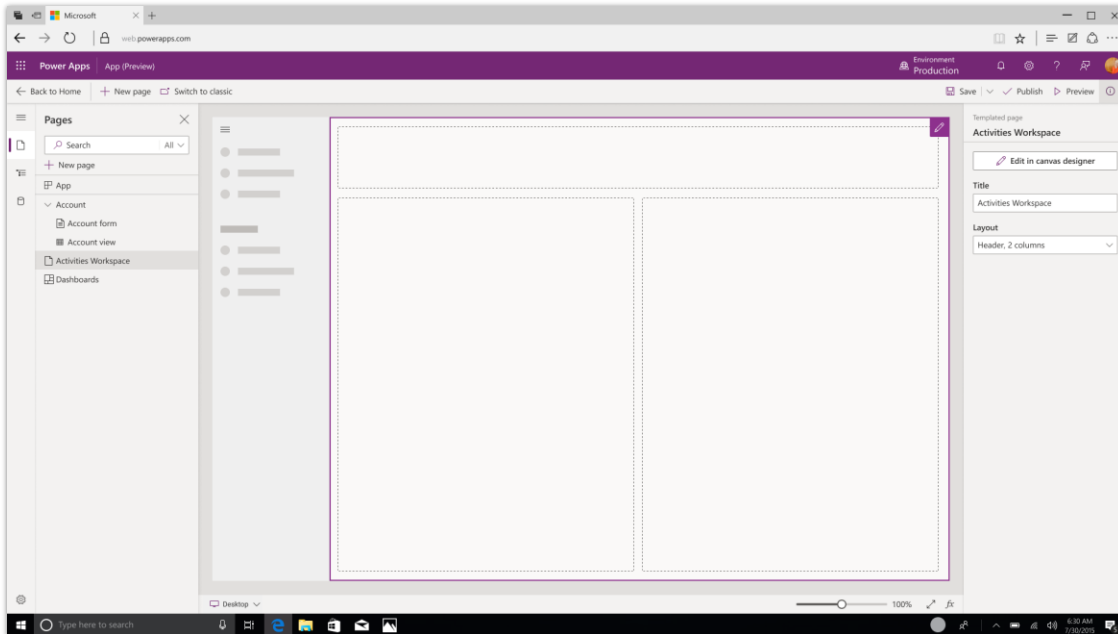 Microsoft
web.powerapps.com
Power Apps App (Preview)
Environment
Production
Back to Home New page Switch to classic
Save Publish Preview
Pages
Search All
New page
App
Account
Account form
Account view
Activities Workspace
Dashboards
Templated page
Activities Workspace
Edit in canvas designer
Title
Activities Workspace
Layout
Header, 2 columns
Desktop 100% fx
Type here to search
6:30 AM
7/30/2015